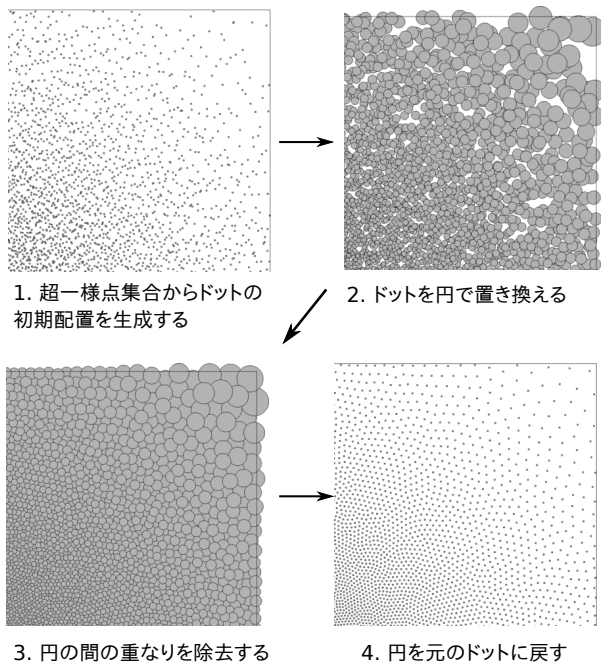 1. 超一様点集合からドットの
初期配置を生成する
2. ドットを円で置き換える
3. 円の間の重なりを除去する
4. 円を元のドットに戻す